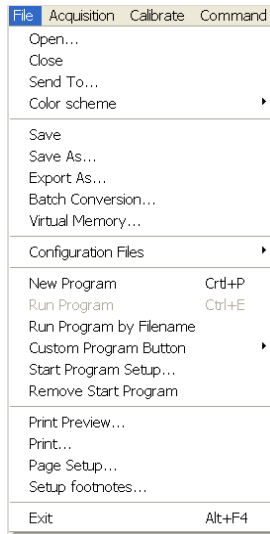 File Acquisition Calibrate Command
Open...
Close
Send To...
Color scheme
Save
Save As...
Export As...
Batch Conversion...
Virtual Memory...
Configuration Files
New Program Crtl+P
Run Program Ctrl+E
Run Program by Filename
Custom Program Button
Start Program Setup...
Remove Start Program
Print Preview...
Print...
Page Setup...
Setup footnotes...
Exit Alt+F4